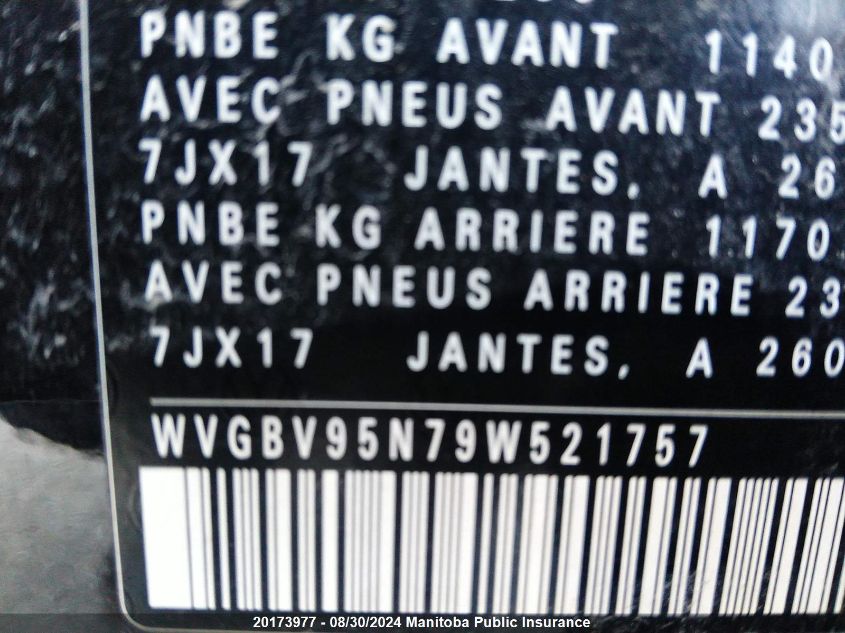 PNBE KG AVANT 1140
AVEC PNEUS AVANT 235
7JX17 JANTES, A 26
PNBE KG ARRIERE 1170
AVEC PNEUS ARRIERE 23
7JX17 JANTES, A 260
WVGBV95N79W521757
20173977 - 08/30/2024 Manitoba Public Insurance